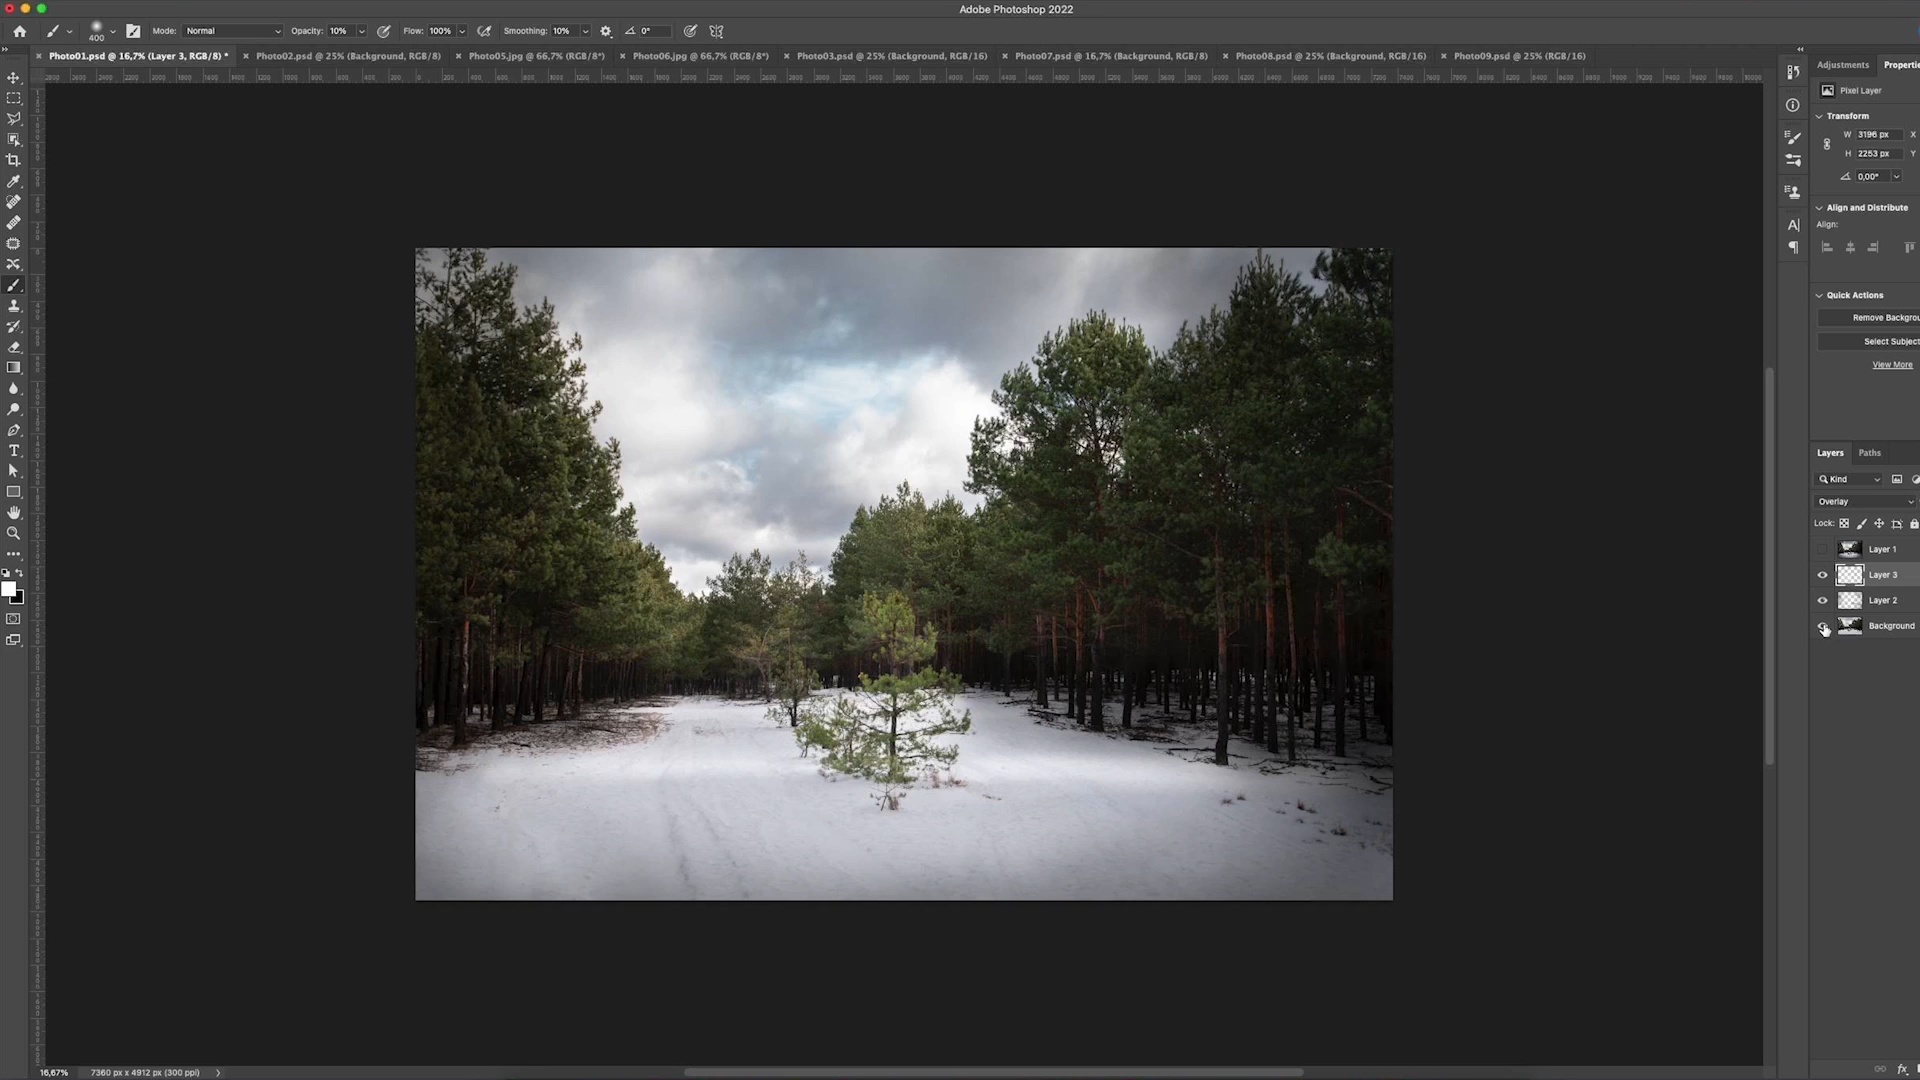 Adobe Photoshop 2022
400 Mode: Normal Opacity: 10% Flow: 100% Smoothing: 10% 0°
Photo01.psd @ 16,7% (Layer 3, RGB/8) * Photo02.psd @ 25% (Background, RGB/8) Photo05.jpg @ 66,7% (RGB/8*) Photo06.jpg @ 66,7% (RGB/8*) Photo03.psd @ 25% (Background, RGB/16) Photo07.psd @ 16,7% (Background, RGB/8) Photo08.psd @ 25% (Background, RGB/16) Photo09.psd @ 25% (RGB/16)
Adjustments Propertie
Pixel Layer
Transform
W 3196 px X
H 2253 px Y
0,00°
Align and Distribute
Align:
Quick Actions
Remove Backgrou
Select Subject
View More
Layers Paths
Kind
Overlay
Lock:
Layer 1
Layer 3
Layer 2
Background
16,67% 7360 px x 4912 px (300 ppi)
fx